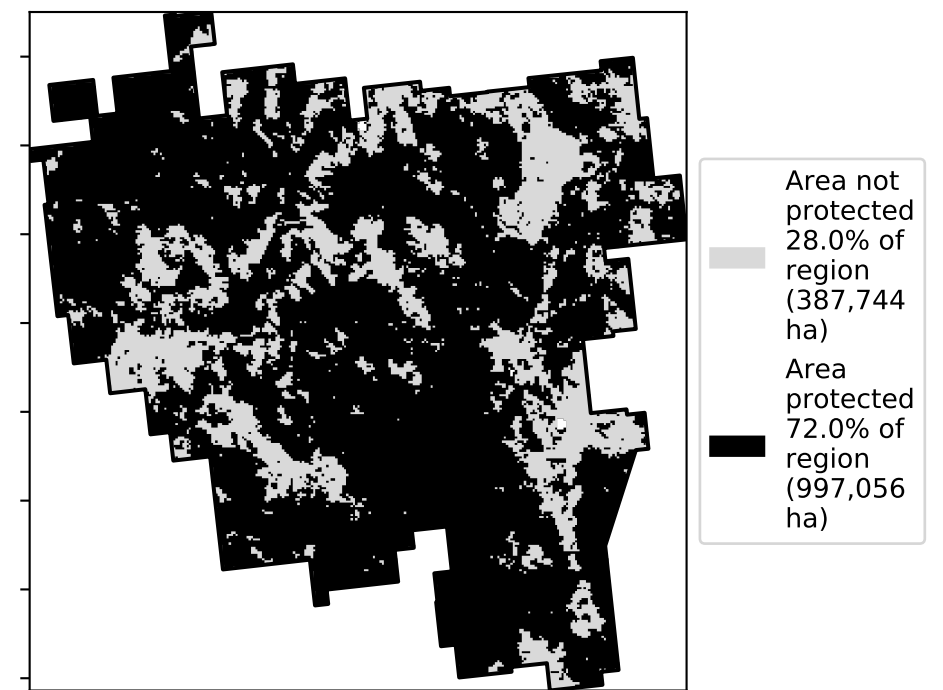 Area not
protected
28.0% of
region
(387,744
ha)
Area
protected
72.0% of
region
(997,056
ha)